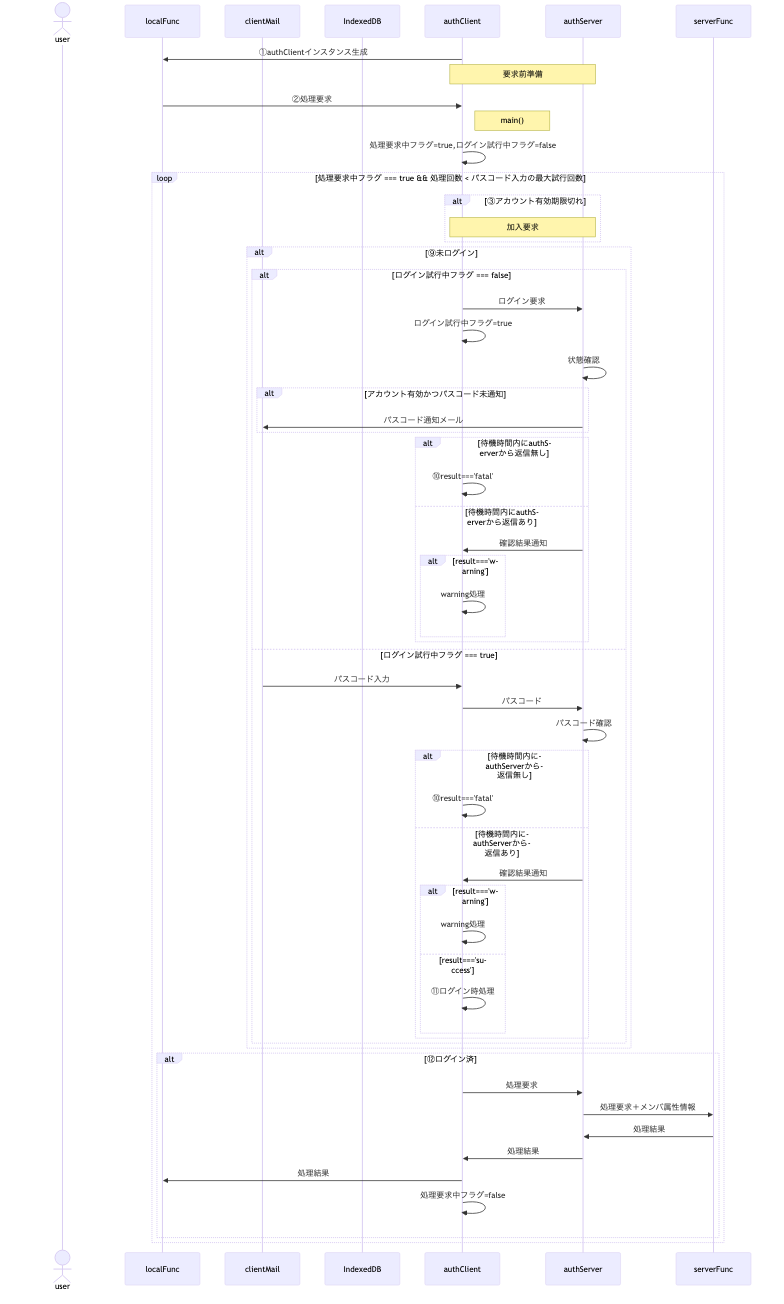 localFunc
clientMail
IndexedDB
authClient
authServer
serverFunc
user
①authClientインスタンス生成
要求前準備
②処理要求
main()
処理要求中フラグ=true,ログイン試行中フラグ=false
loop
[処理要求中フラグ === true && 処理回数 < パスコード入力の最大試行回数]
alt
[③アカウント有効期限切れ]
加入要求
alt
[⑨未ログイン]
alt
[ログイン試行中フラグ === false]
ログイン要求
ログイン試行中フラグ=true
状態確認
alt
[アカウント有効かつパスコード未通知]
パスコード通知メール
alt
[待機時間内にauthS-
erverから返信無し]
⑩result==='fatal'
[待機時間内にauthS-
erverから返信あり]
確認結果通知
alt
[result==='w-
arning']
warning処理
[ログイン試行中フラグ === true]
パスコード入力
パスコード
パスコード確認
alt
[待機時間内に-
authServerから-
返信無し]
⑩result==='fatal'
[待機時間内に-
authServerから-
返信あり]
確認結果通知
alt
[result==='w-
arning']
warning処理
[result==='su-
ccess']
⑪ログイン時処理
alt
[⑫ログイン済]
処理要求
処理要求＋メンバ属性情報
処理結果
処理結果
処理結果
処理要求中フラグ=false
localFunc
clientMail
IndexedDB
authClient
authServer
serverFunc
user